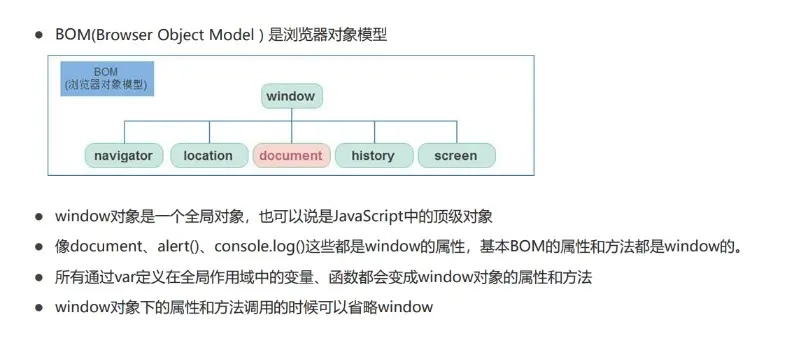 BOM(Browser Object Model ) 是浏览器对象模型
BOM
(浏览器对象模型)
window
navigator
location
document
history
screen
window对象是一个全局对象，也可以说是JavaScript中的顶级对象
像document、alert()、console.log()这些都是window的属性，基本BOM的属性和方法都是window的。
所有通过var定义在全局作用域中的变量、函数都会变成window对象的属性和方法
window对象下的属性和方法调用的时候可以省略window